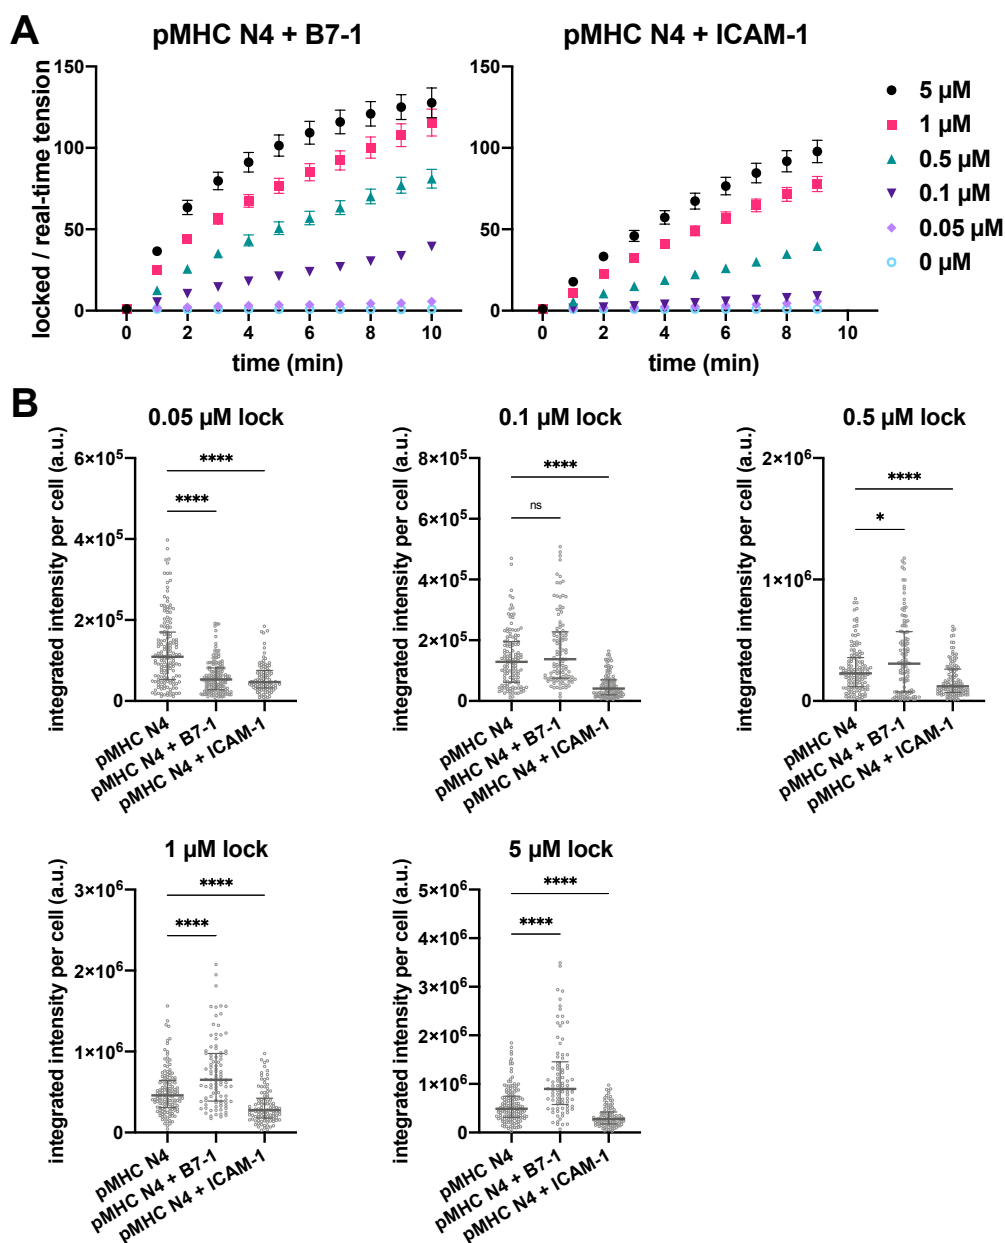 A
pMHC N4 + B7-1
pMHC N4 + ICAM-1
locked / real-time tension
150
100
50
0
0 2 4 6 8 10
time (min)
150
100
50
0
0 2 4 6 8 10
time (min)
5 µM
1 µM
0.5 µM
0.1 µM
0.05 µM
0 µM
B
0.05 µM lock
integrated intensity per cell (a.u.)
6×10⁵
4×10⁵
2×10⁵
0
****
****
pMHC N4
pMHC N4 + B7-1
pMHC N4 + ICAM-1
0.1 µM lock
integrated intensity per cell (a.u.)
8×10⁵
6×10⁵
4×10⁵
2×10⁵
0
****
ns
pMHC N4
pMHC N4 + B7-1
pMHC N4 + ICAM-1
0.5 µM lock
integrated intensity per cell (a.u.)
2×10⁶
1×10⁶
0
****
*
pMHC N4
pMHC N4 + B7-1
pMHC N4 + ICAM-1
1 µM lock
integrated intensity per cell (a.u.)
3×10⁶
2×10⁶
1×10⁶
0
****
****
pMHC N4
pMHC N4 + B7-1
pMHC N4 + ICAM-1
5 µM lock
integrated intensity per cell (a.u.)
5×10⁶
4×10⁶
3×10⁶
2×10⁶
1×10⁶
0
****
****
pMHC N4
pMHC N4 + B7-1
pMHC N4 + ICAM-1